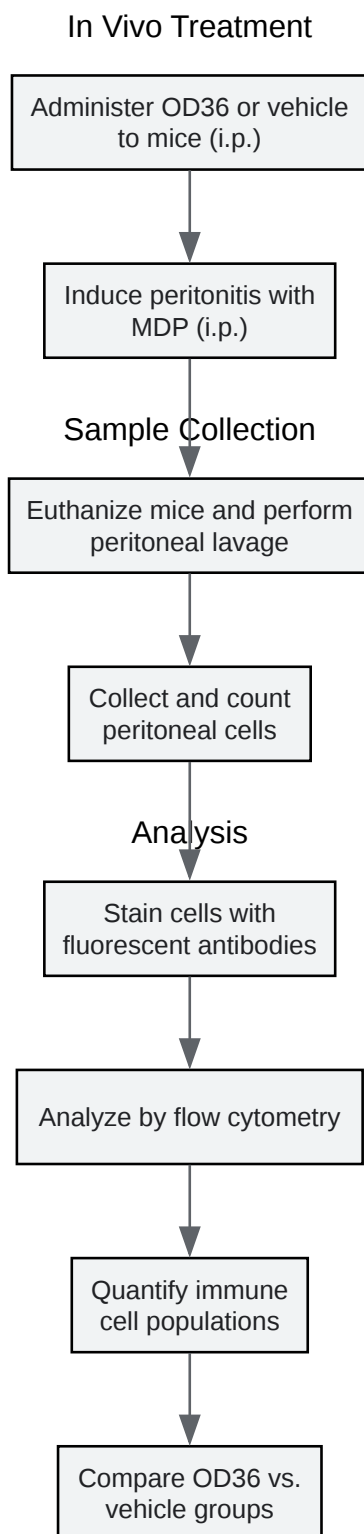 In Vivo Treatment
Administer OD36 or vehicle
to mice (i.p.)
Induce peritonitis with
MDP (i.p.)
Sample Collection
Euthanize mice and perform
peritoneal lavage
Collect and count
peritoneal cells
Analysis
Stain cells with
fluorescent antibodies
Analyze by flow cytometry
Quantify immune
cell populations
Compare OD36 vs.
vehicle groups